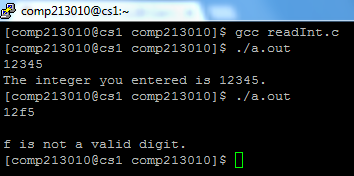 comp213010@cs1:~
[comp213010@cs1 comp213010]$ gcc readInt.c
[comp213010@cs1 comp213010]$ ./a.out
12345
The integer you entered is 12345.
[comp213010@cs1 comp213010]$ ./a.out
12f5
f is not a valid digit.
[comp213010@cs1 comp213010]$